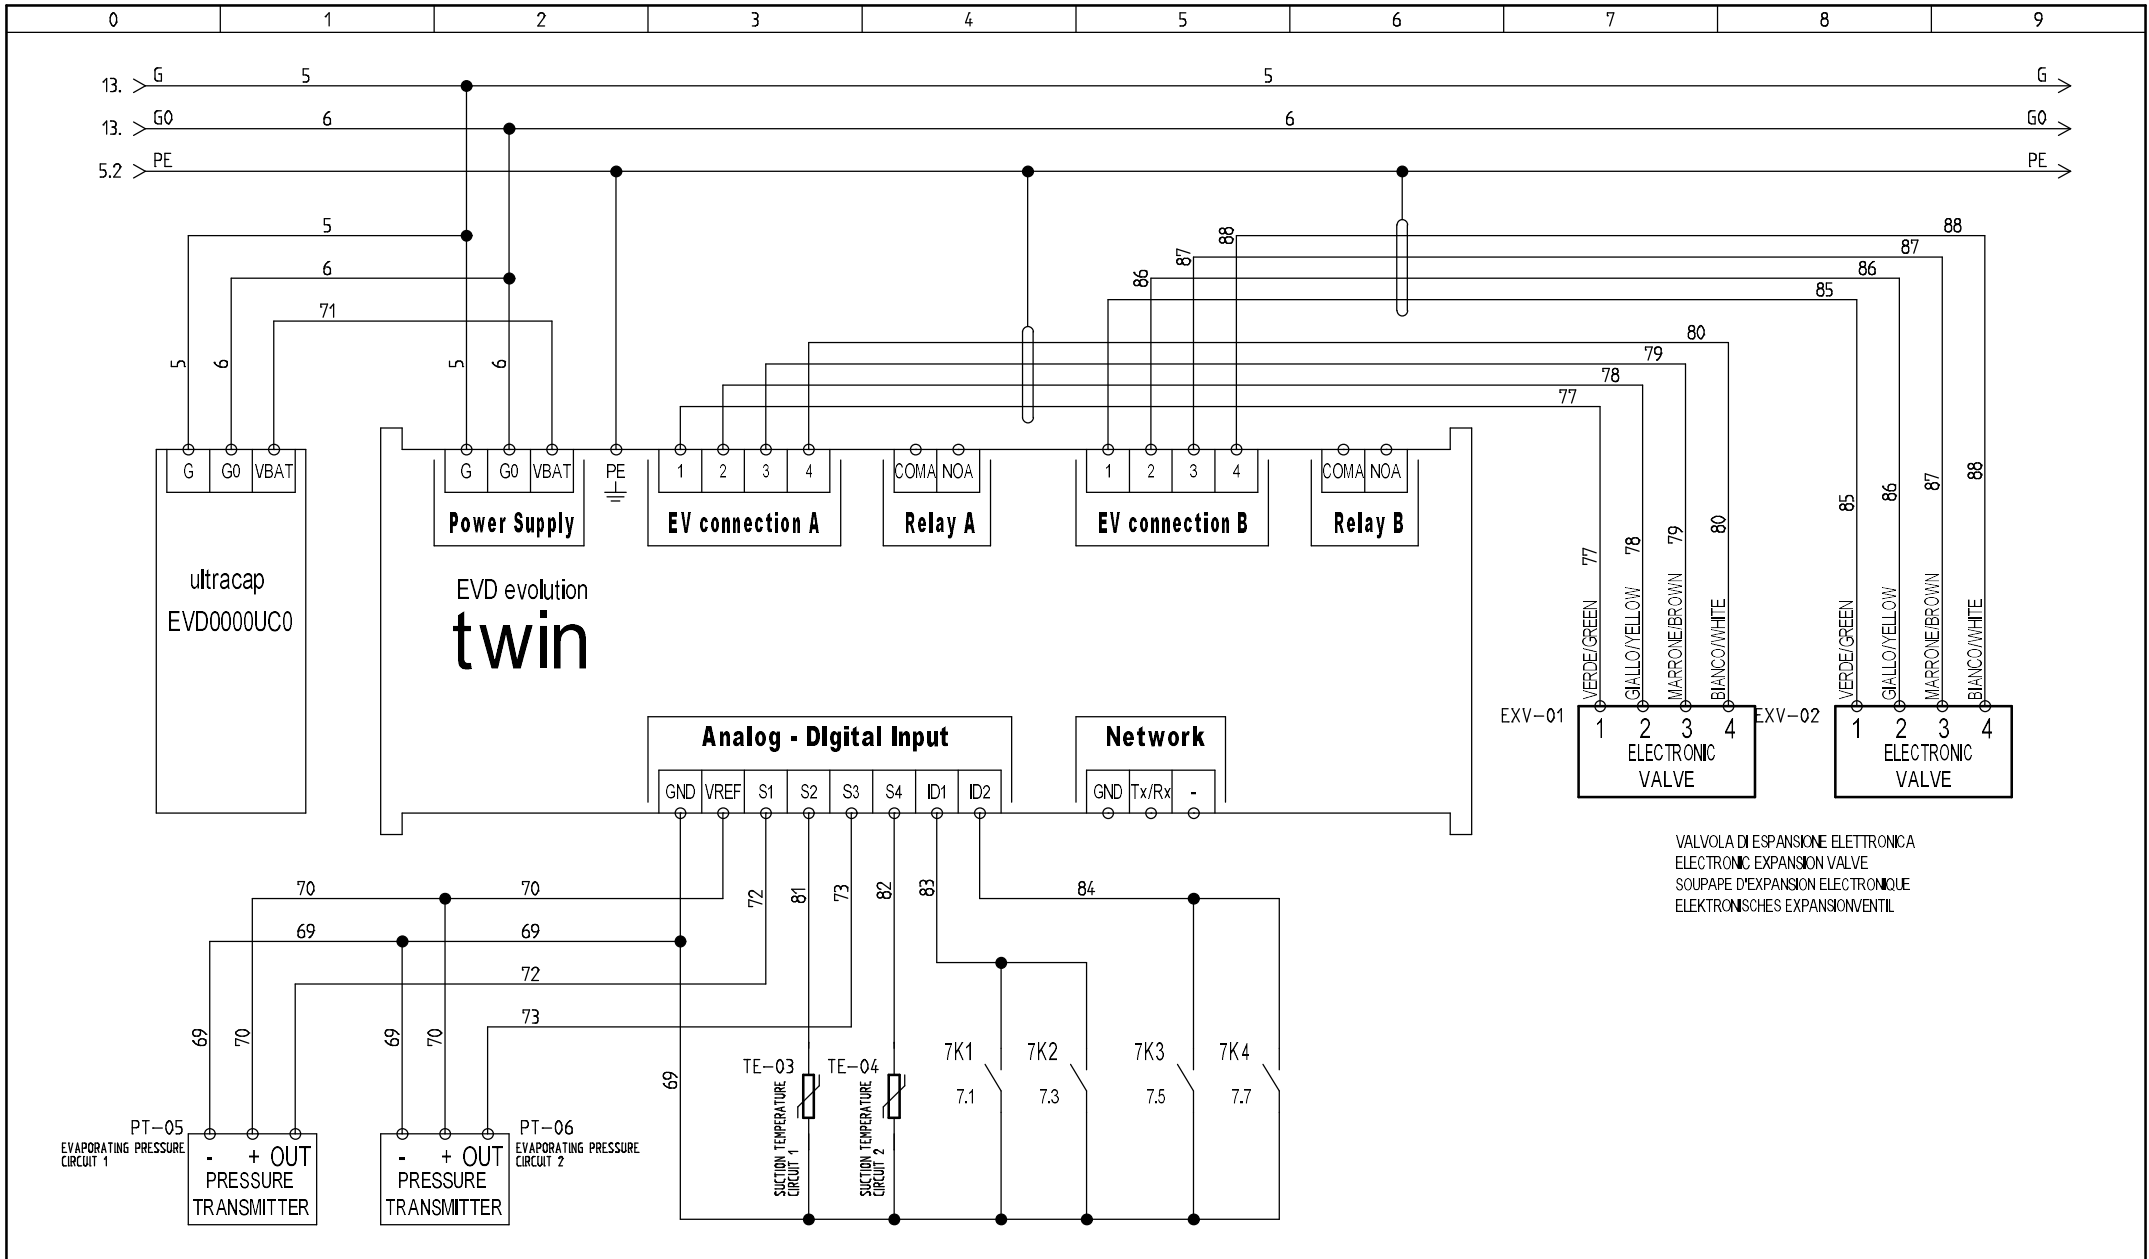 0 1 2 3 4 5 6 7 8 9
13. G 5 5 G
13. G0 6 6 G0
5.2 PE PE
5
6
71
5 6 5 6
86 87 88
88
87
86
85
80
79
78
77
G G0 VBAT
ultracap
EVD0000UC0
G G0 VBAT
Power Supply
PE
1 2 3 4
EV connection A
COMA NOA
Relay A
1 2 3 4
EV connection B
COMA NOA
Relay B
EVD evolution
twin
77 78 79 80
85 86 87 88
VERDE/GREEN
GIALLO/YELLOW
MARRONE/BROWN
BIANCO/WHITE
VERDE/GREEN
GIALLO/YELLOW
MARRONE/BROWN
BIANCO/WHITE
EXV-01
1 2 3 4
ELECTRONIC
VALVE
EXV-02
1 2 3 4
ELECTRONIC
VALVE
Analog - DIgital Input
GND VREF S1 S2 S3 S4 ID1 ID2
Network
GND Tx/Rx -
VALVOLA DI ESPANSIONE ELETTRONICA
ELECTRONIC EXPANSION VALVE
SOUPAPE D'EXPANSION ELECTRONIQUE
ELEKTRONISCHES EXPANSIONVENTIL
70 70
72 81 73 82 83
84
69 69
72
73
69 70 69 70
69
TE-03
SUCTION TEMPERATURE
CIRCUIT 1
TE-04
SUCTION TEMPERATURE
CIRCUIT 2
7K1
7.1
7K2
7.3
7K3
7.5
7K4
7.7
PT-05
EVAPORATING PRESSURE
CIRCUIT 1
- + OUT
PRESSURE
TRANSMITTER
PT-06
EVAPORATING PRESSURE
CIRCUIT 2
- + OUT
PRESSURE
TRANSMITTER